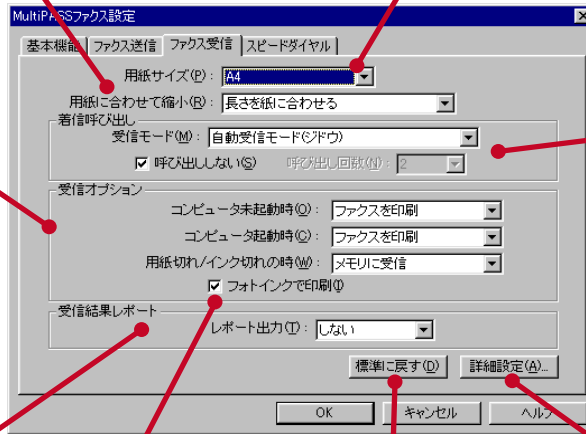 MultiPASSファクス設定
基本機能 ファクス送信 ファクス受信 スピードダイヤル
用紙サイズ(P): A4
用紙に合わせて縮小(R): 長さを紙に合わせる
着信呼び出し
受信モード(M): 自動受信モード(ジドウ)
呼び出ししない(S) 呼び出し回数(N): 2
受信オプション
コンピュータ未起動時(O): ファクスを印刷
コンピュータ起動時(C): ファクスを印刷
用紙切れ/インク切れの時(W): メモリに受信
フォトインクで印刷(I)
受信結果レポート
レポート出力(T): しない
標準に戻す(D) 詳細設定(A)...
OK キャンセル ヘルプ